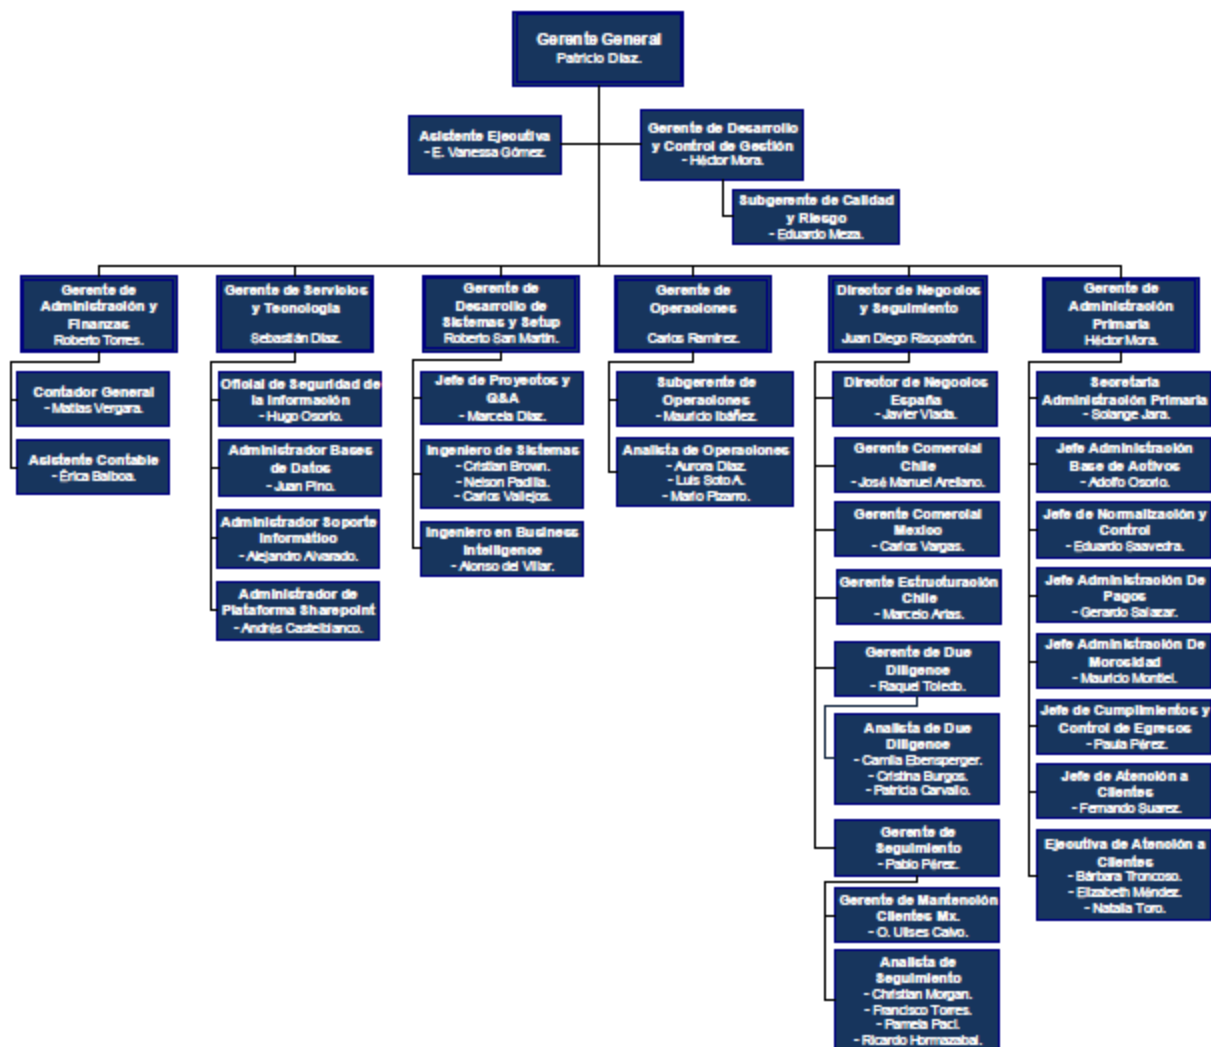 Gerente General
Patricio Díaz.
Asistente Ejecutiva
- E. Vanessa Gómez.
Gerente de Desarrollo
y Control de Gestión
- Héctor Mora.
Subgerente de Calidad
y Riesgo
- Eduardo Meza.
Gerente de
Administración y
Finanzas
Roberto Torres.
Contador General
- Matías Vergara.
Asistente Contable
- Érica Balboa.
Gerente de Servicios
y Tecnología
Sebastián Díaz.
Oficial de Seguridad de
la Información
- Hugo Osorio.
Administrador Bases
de Datos
- Juan Pino.
Administrador Soporte
Informático
- Alejandro Alvarado.
Administrador de
Plataforma Sharepoint
- Andrés Castelblanco.
Gerente de
Desarrollo de
Sistemas y Setup
Roberto San Martín.
Jefe de Proyectos y
Q&A
- Marcela Díaz.
Ingeniero de Sistemas
- Cristian Brown.
- Nelson Padilla.
- Carlos Vallejos.
Ingeniero en Business
Intelligence
- Alonso del Villar.
Gerente de
Operaciones
Carlos Ramírez.
Subgerente de
Operaciones
- Mauricio Ibáñez.
Analista de Operaciones
- Aurora Díaz.
- Luis Soto A.
- Mario Pizarro.
Director de Negocios
y Seguimiento
Juan Diego Risopatrón.
Director de Negocios
España
- Javier Viada.
Gerente Comercial
Chile
- José Manuel Arellano.
Gerente Comercial
Mexico
- Carlos Vargas.
Gerente Estructuración
Chile
- Marcelo Arias.
Gerente de Due
Diligence
- Raquel Toledo.
Analista de Due
Diligence
- Camila Ebensperger.
- Cristina Burgos.
- Patricia Carvallo.
Gerente de
Seguimiento
- Pablo Pérez.
Gerente de Mantención
Clientes Mx.
- O. Ulises Calvo.
Analista de
Seguimiento
- Christian Morgan.
- Francisco Torres.
- Pamela Paci.
- Ricardo Hormazabal.
Gerente de
Administración
Primaria
Héctor Mora.
Secretaria
Administración Primaria
- Solange Jara.
Jefe Administración
Base de Activos
- Adolfo Osorio.
Jefe de Normalización y
Control
- Eduardo Saavedra.
Jefe Administración De
Pagos
- Gerardo Salazar.
Jefe Administración De
Morosidad
- Mauricio Montiel.
Jefe de Cumplimientos y
Control de Egresos
- Paula Pérez.
Jefe de Atención a
Clientes
- Fernando Suarez.
Ejecutiva de Atención a
Clientes
- Bárbara Troncoso.
- Elizabeth Méndez.
- Natalia Toro.